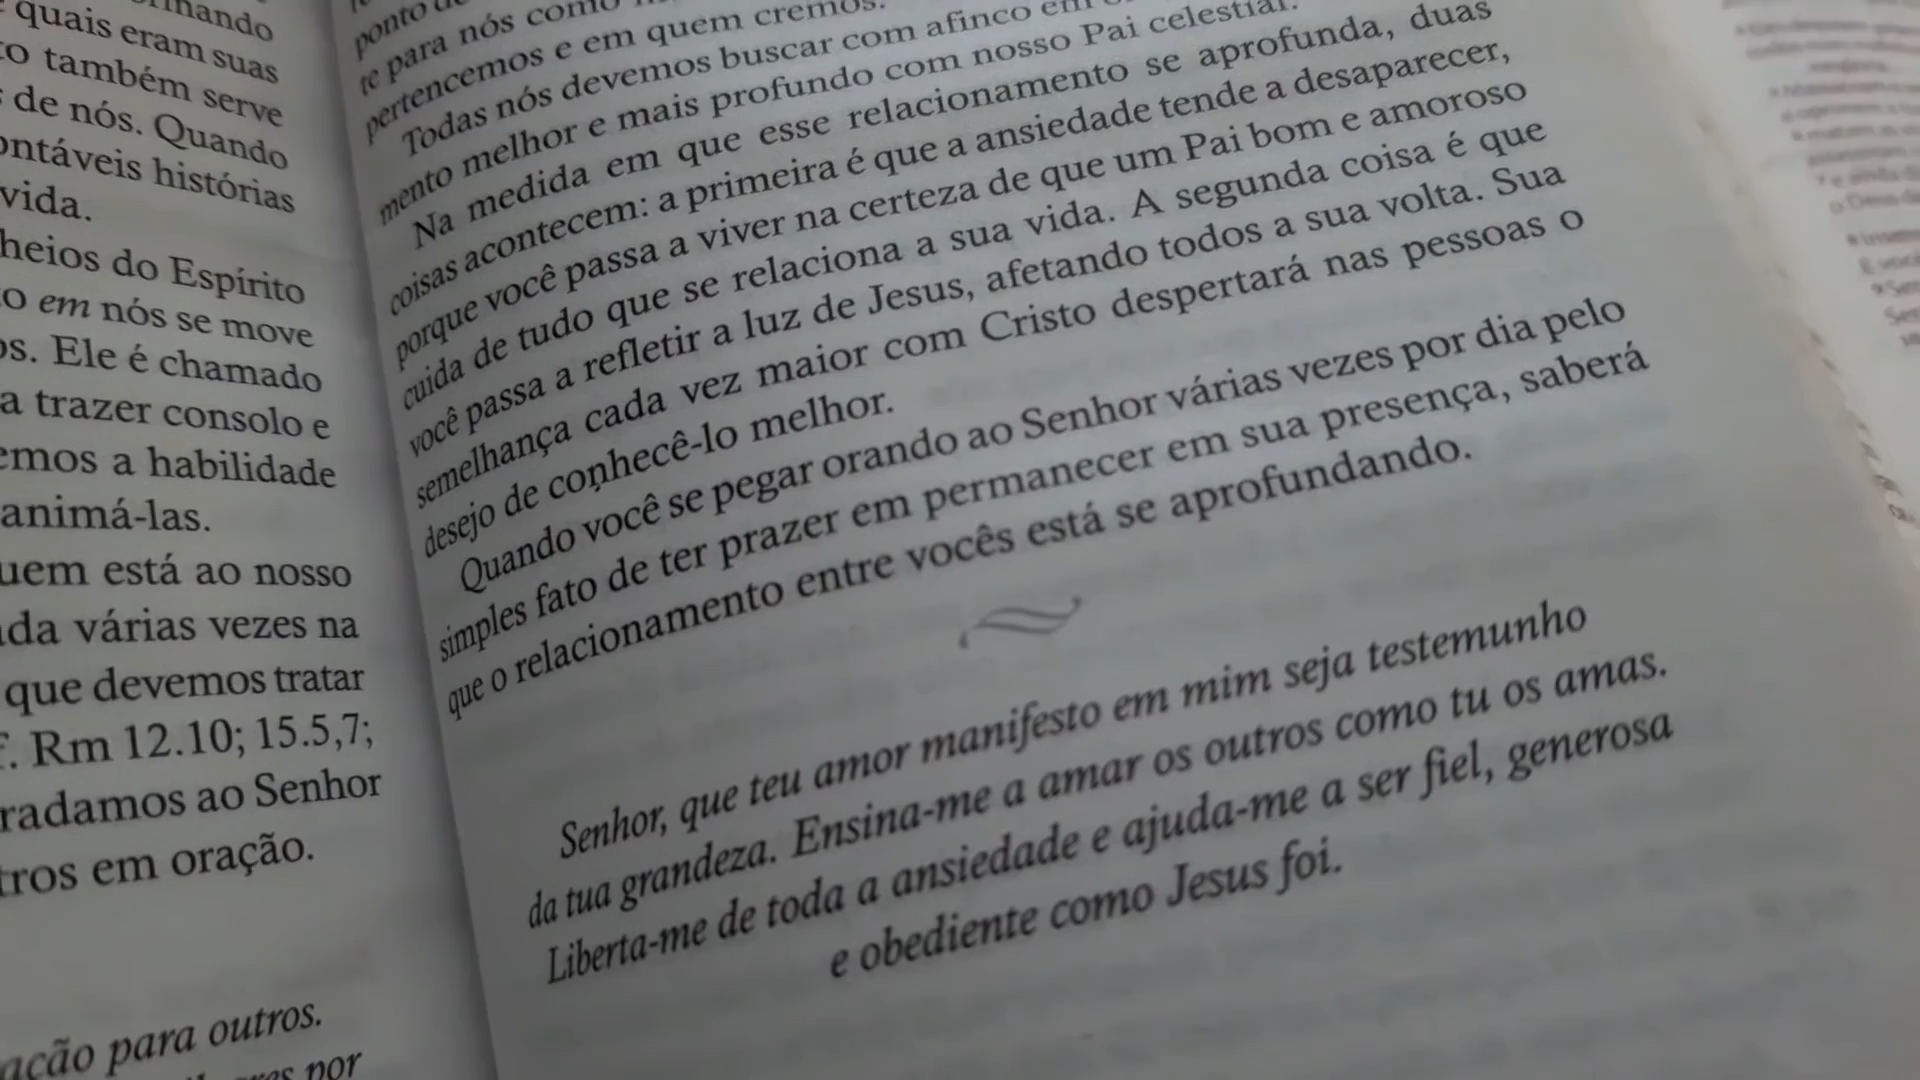 rmando
quais eram suas
to também serve
de nós. Quando
ontáveis histórias
vida.
heios do Espírito
o em nós se move
os. Ele é chamado
a trazer consolo e
emos a habilidade
animá-las.
uem está ao nosso
da várias vezes na
que devemos tratar
f. Rm 12.10; 15.5,7;
radamos ao Senhor
tros em oração.
ação para outros.
por
ponto
te para nós como
pertencemos e em quem cremos.
Todas nós devemos buscar com afinco em
mento melhor e mais profundo com nosso Pai celestial.
Na medida em que esse relacionamento se aprofunda, duas
coisas acontecem: a primeira é que a ansiedade tende a desaparecer,
porque você passa a viver na certeza de que um Pai bom e amoroso
cuida de tudo que se relaciona a sua vida. A segunda coisa é que
você passa a refletir a luz de Jesus, afetando todos a sua volta. Sua
semelhança cada vez maior com Cristo despertará nas pessoas o
desejo de conhecê-lo melhor.
Quando você se pegar orando ao Senhor várias vezes por dia pelo
simples fato de ter prazer em permanecer em sua presença, saberá
que o relacionamento entre vocês está se aprofundando.
Senhor, que teu amor manifesto em mim seja testemunho
da tua grandeza. Ensina-me a amar os outros como tu os amas.
Liberta-me de toda a ansiedade e ajuda-me a ser fiel, generosa
e obediente como Jesus foi.